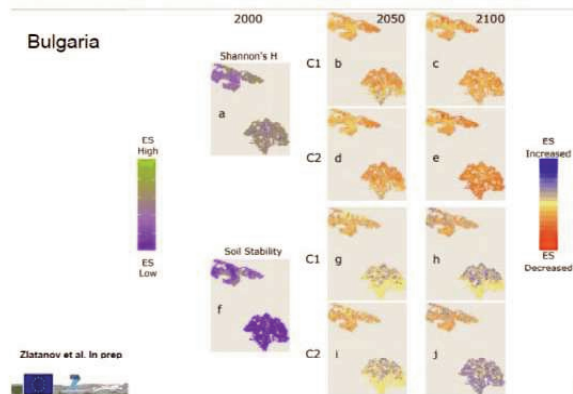 2000 2050 2100
Bulgaria
Shannon's H
C1
a b c
ES
High
ES
Increased
C2
d e
ES
Low
Soil Stability
C1
g h
ES
Decreased
f
C2
i j
Zlatanov et al. In prep